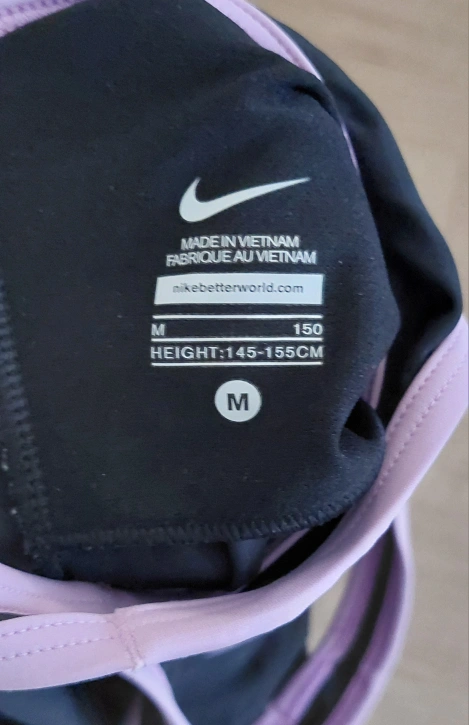 MADE IN VIETNAM
FABRIQUE AU VIETNAM
nikebetterworld.com
M 150
HEIGHT:145-155CM
M